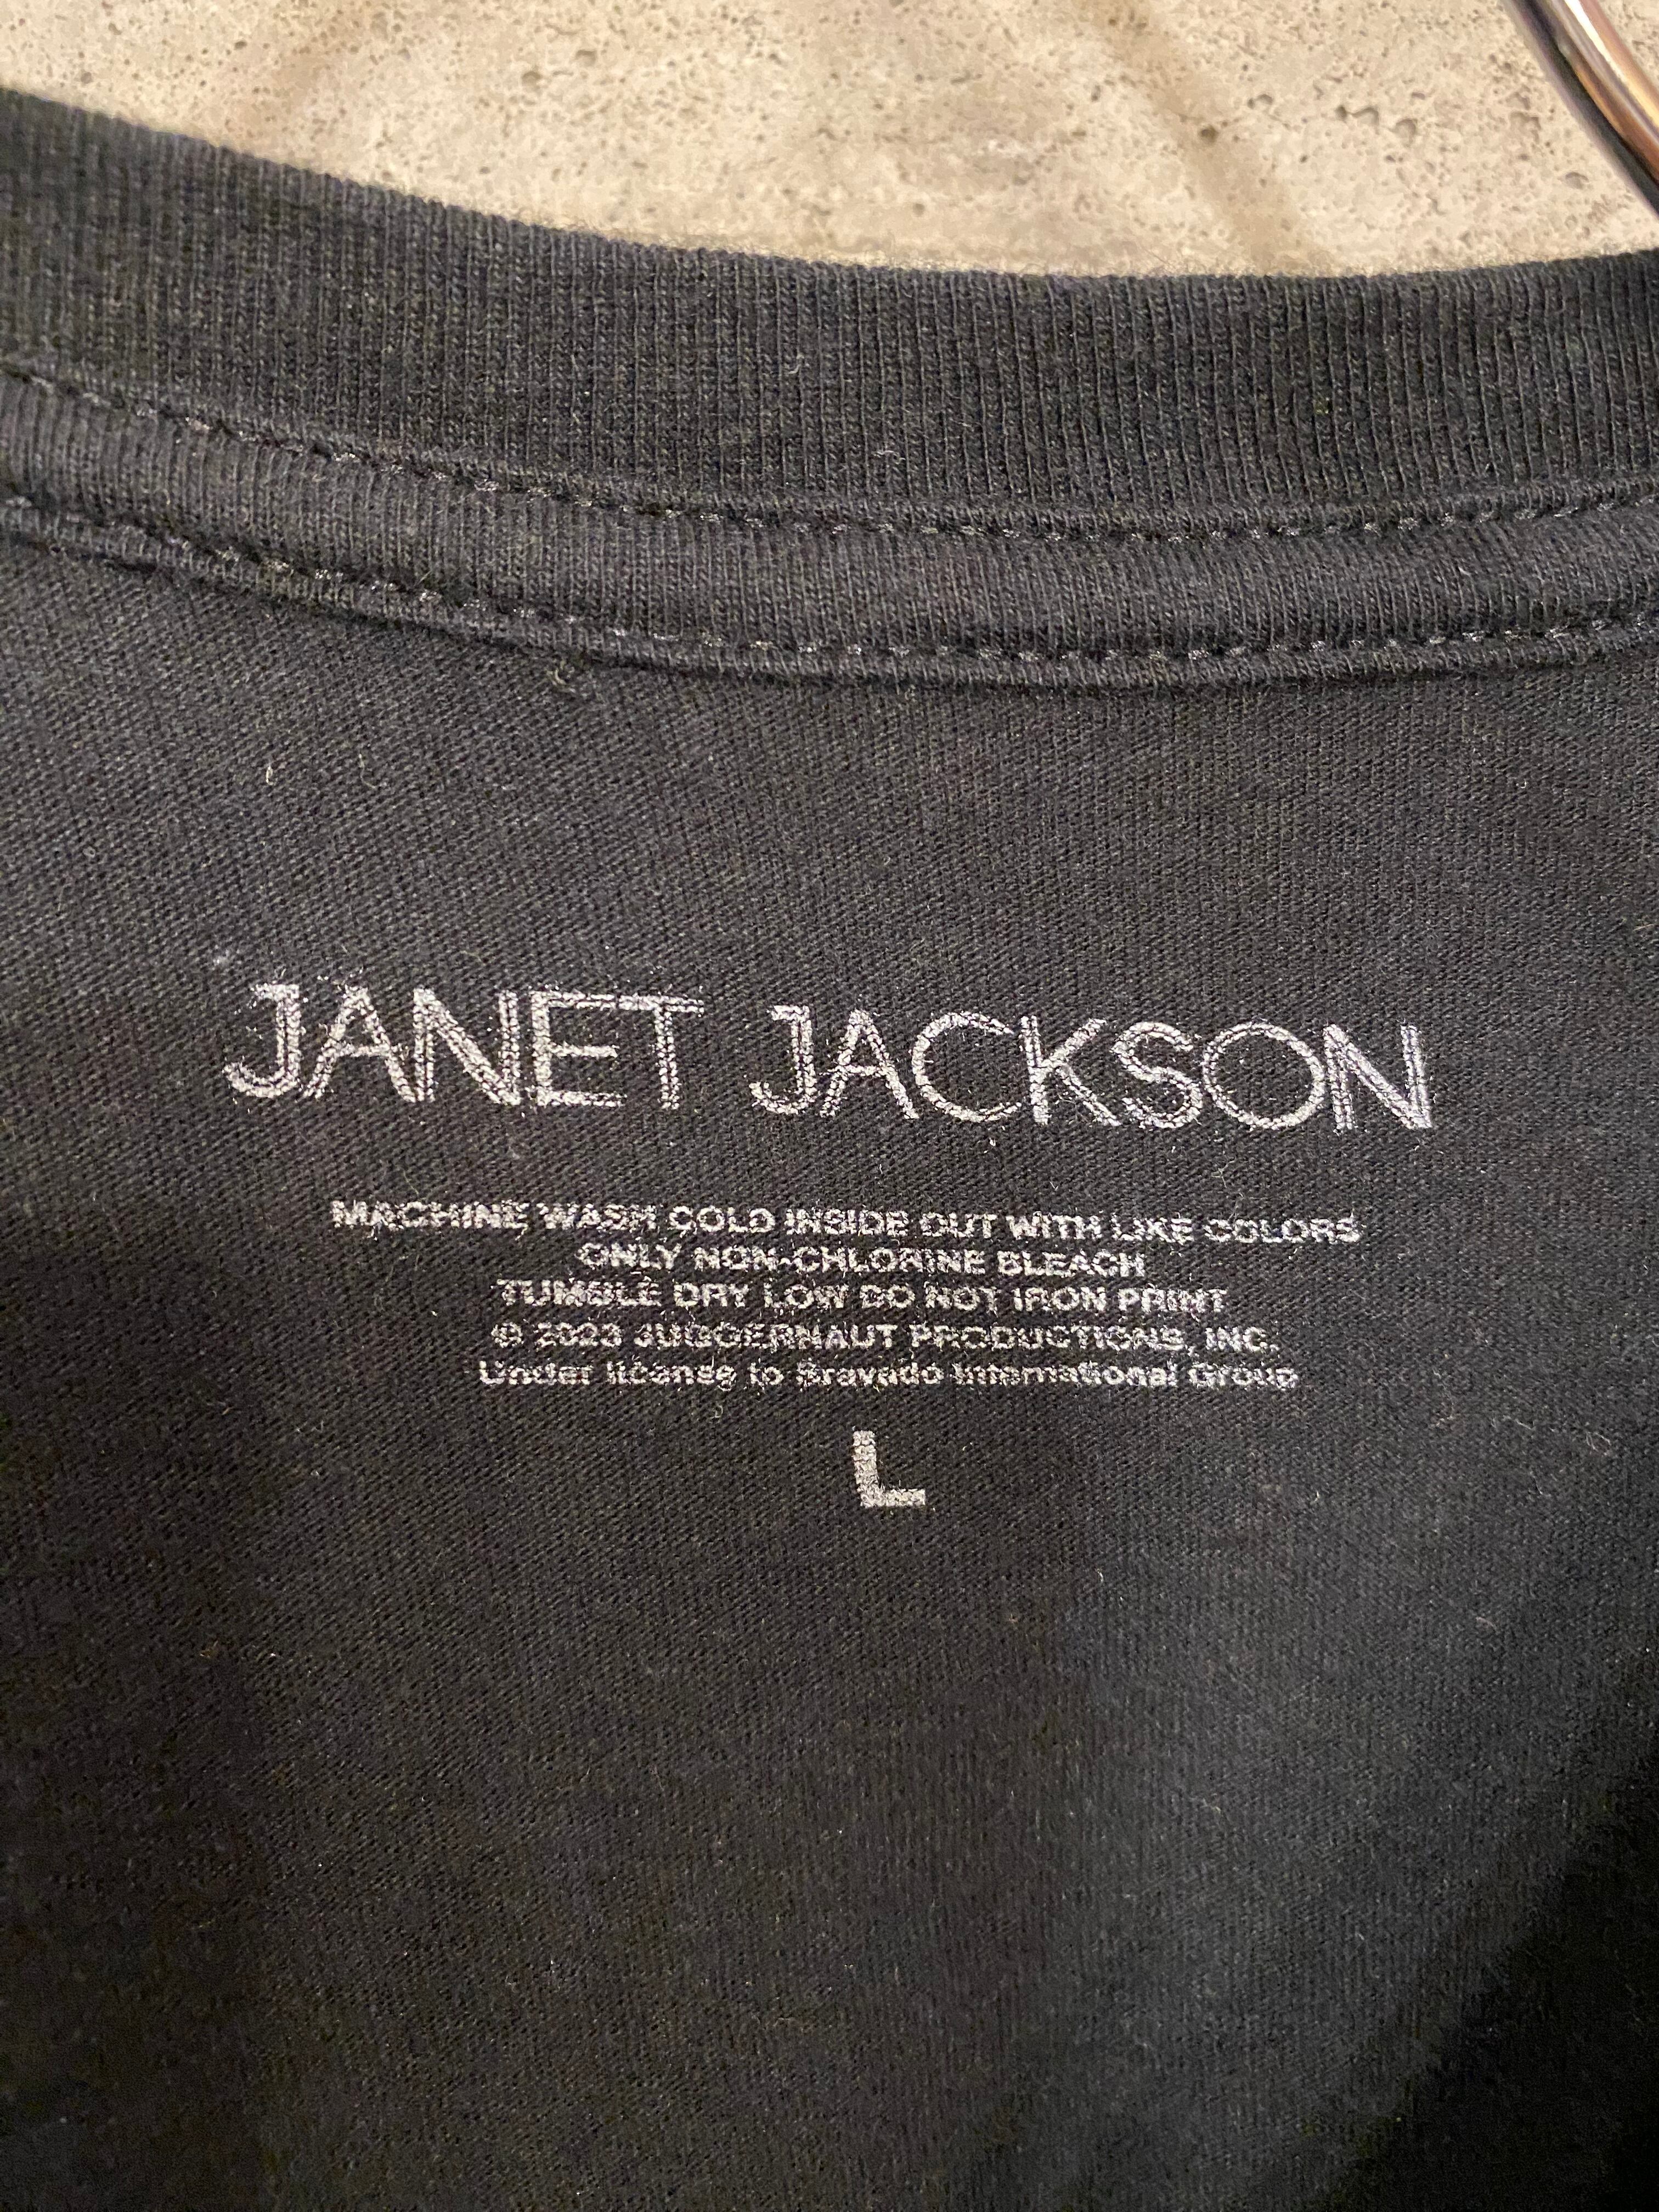 JANET JACKSON
MACHINE WASH COLD INSIDE OUT WITH LIKE COLORS
ONLY NON-CHLORINE BLEACH
TUMBLE DRY LOW DO NOT IRON PRINT
© 2023 JUGGERNAUT PRODUCTIONS, INC.
Under license to Bravado International Group
L